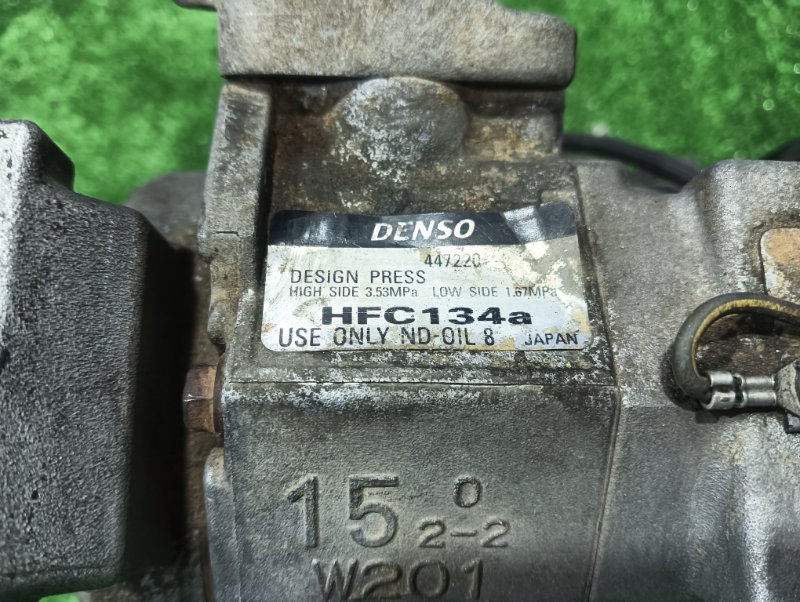 DENSO
447220-
DESIGN PRESS
HIGH SIDE 3.53MPa LOW SIDE 1.67MPa
HFC134a
USE ONLY ND-OIL 8 JAPAN
15 0
2-2
W201